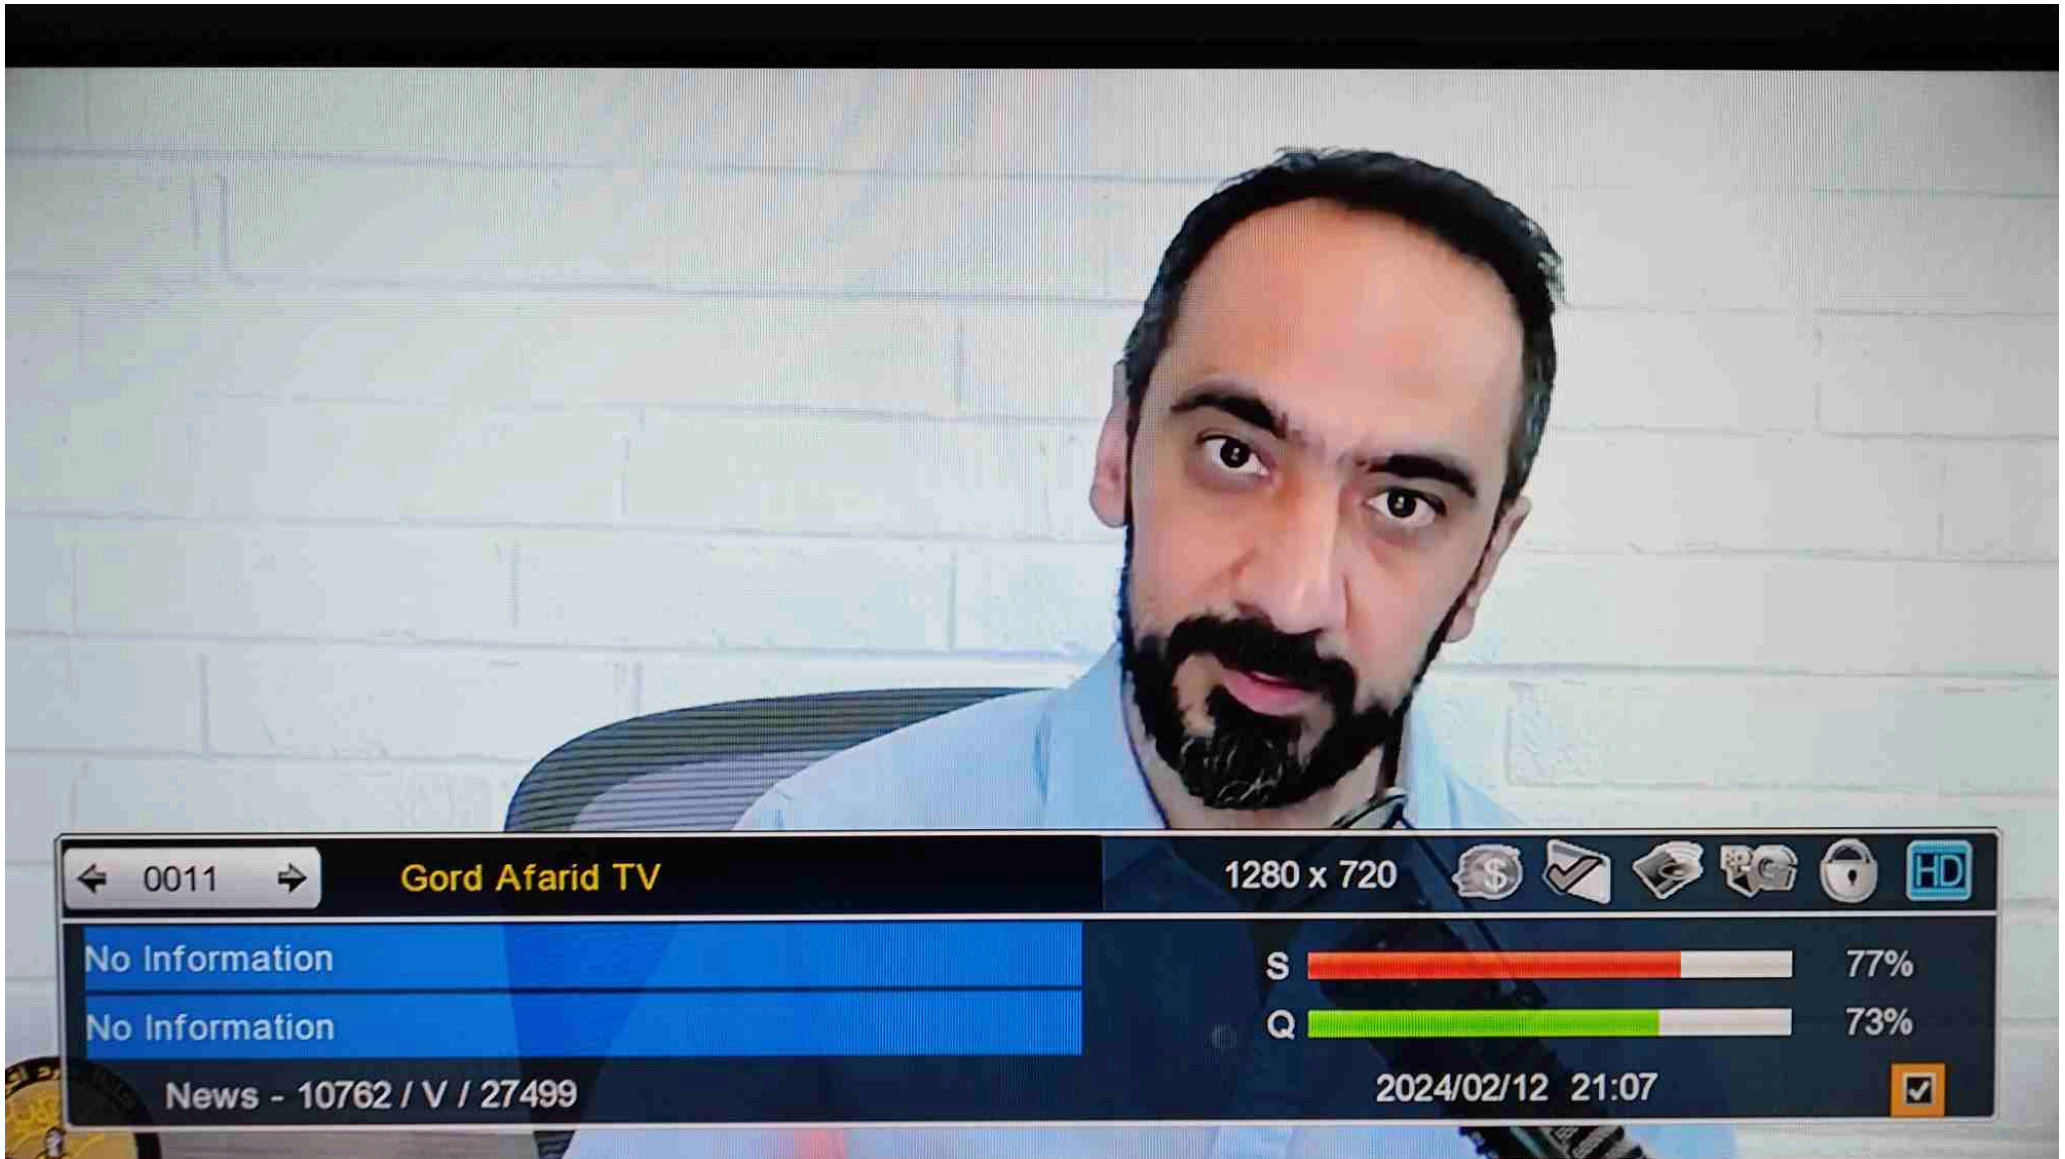 0011
Gord Afarid TV
1280 x 720
HD
No Information
S 77%
No Information
Q 73%
News - 10762 / V / 27499
2024/02/12 21:07